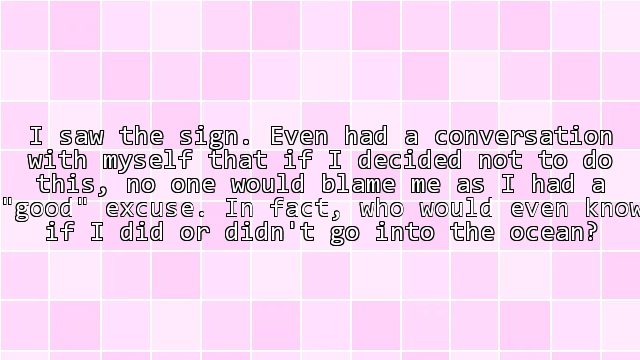 I saw the sign. Even had a conversation
with myself that if I decided not to do
this, no one would blame me as I had a
"good" excuse. In fact, who would even know
if I did or didn't go into the ocean?